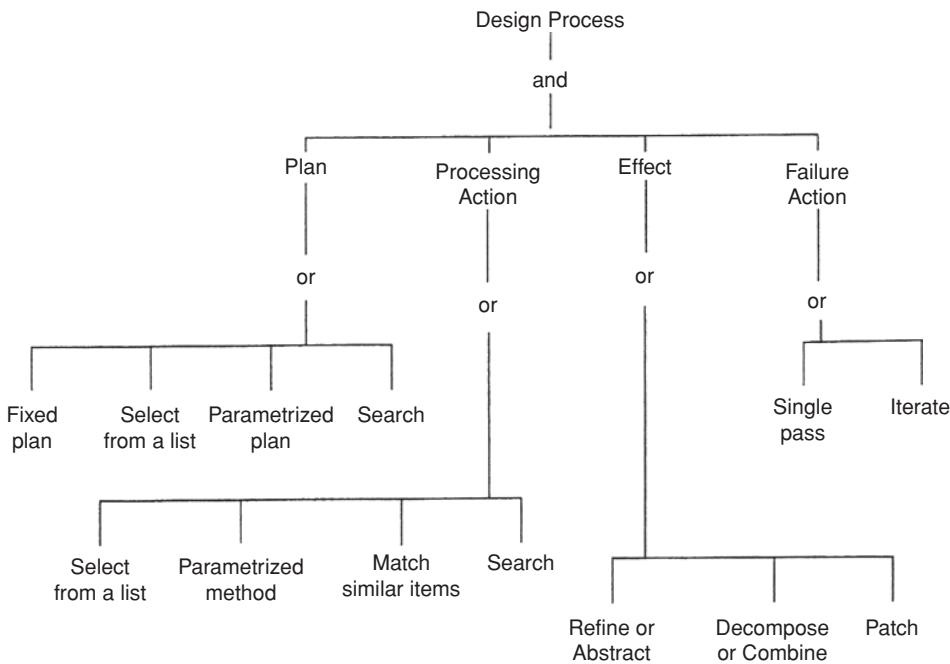 Design Process
and
Plan
Processing
Action
Effect
Failure
Action
or
or
or
or
Fixed
plan
Select
from a list
Parametrized
plan
Search
Single
pass
Iterate
Select
from a list
Parametrized
method
Match
similar items
Search
Refine or
Abstract
Decompose
or Combine
Patch